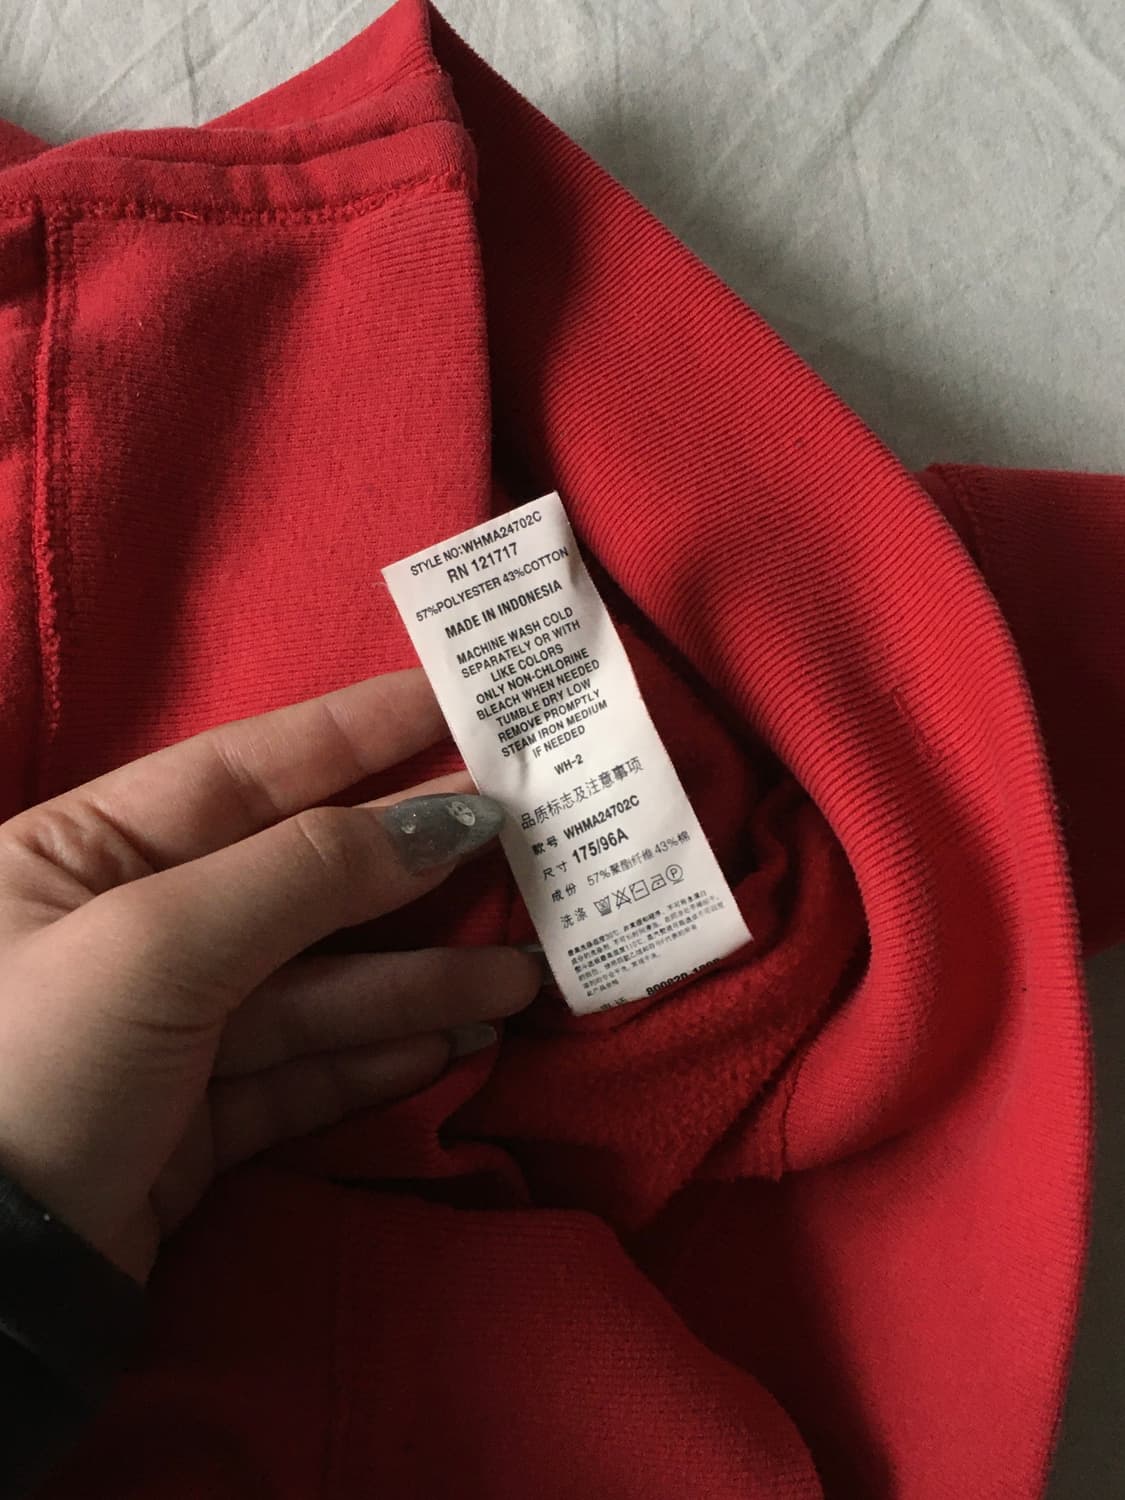 STYLE NO:WHMA24702C
RN 121717
57%POLYESTER 43%COTTON
MADE IN INDONESIA
MACHINE WASH COLD
SEPARATELY OR WITH
LIKE COLORS
ONLY NON-CHLORINE
BLEACH WHEN NEEDED
TUMBLE DRY LOW
REMOVE PROMPTLY
STEAM IRON MEDIUM
IF NEEDED
WH-2
品质标志及注意事项
款号 WHMA24702C
尺寸 175/96A
成份 57%聚酯纤维 43%棉
洗涤